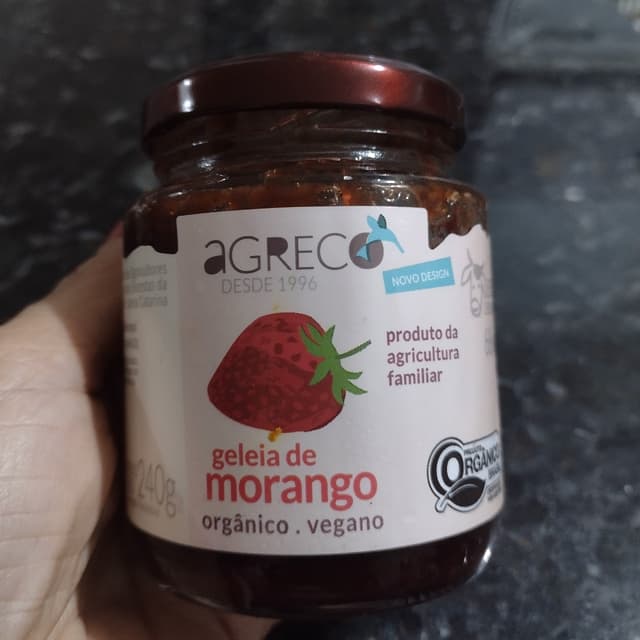 aGRECO
DESDE 1996
NOVO DESIGN
produto da
agricultura
familiar
geleia de
morango
orgânico . vegano
240g
ORGÂNICO